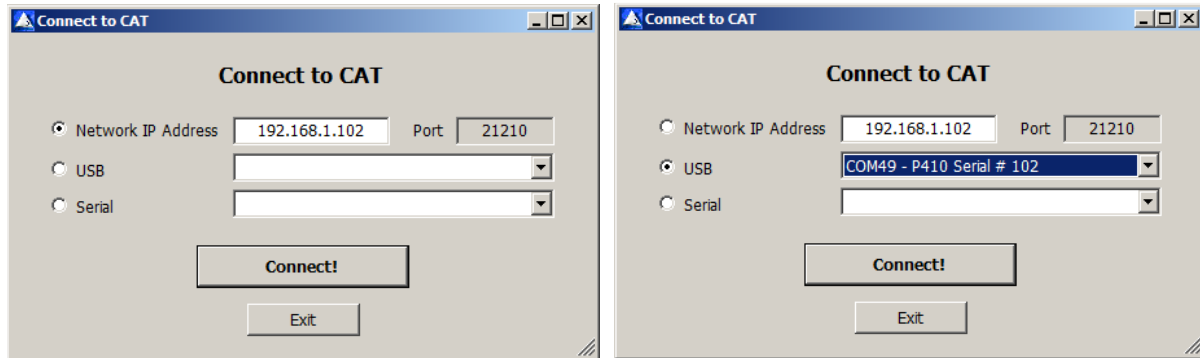 Connect to CAT
Connect to CAT
Network IP Address 192.168.1.102 Port 21210
USB
Serial
Connect!
Exit
Connect to CAT
Connect to CAT
Network IP Address 192.168.1.102 Port 21210
USB COM49 - P410 Serial # 102
Serial
Connect!
Exit